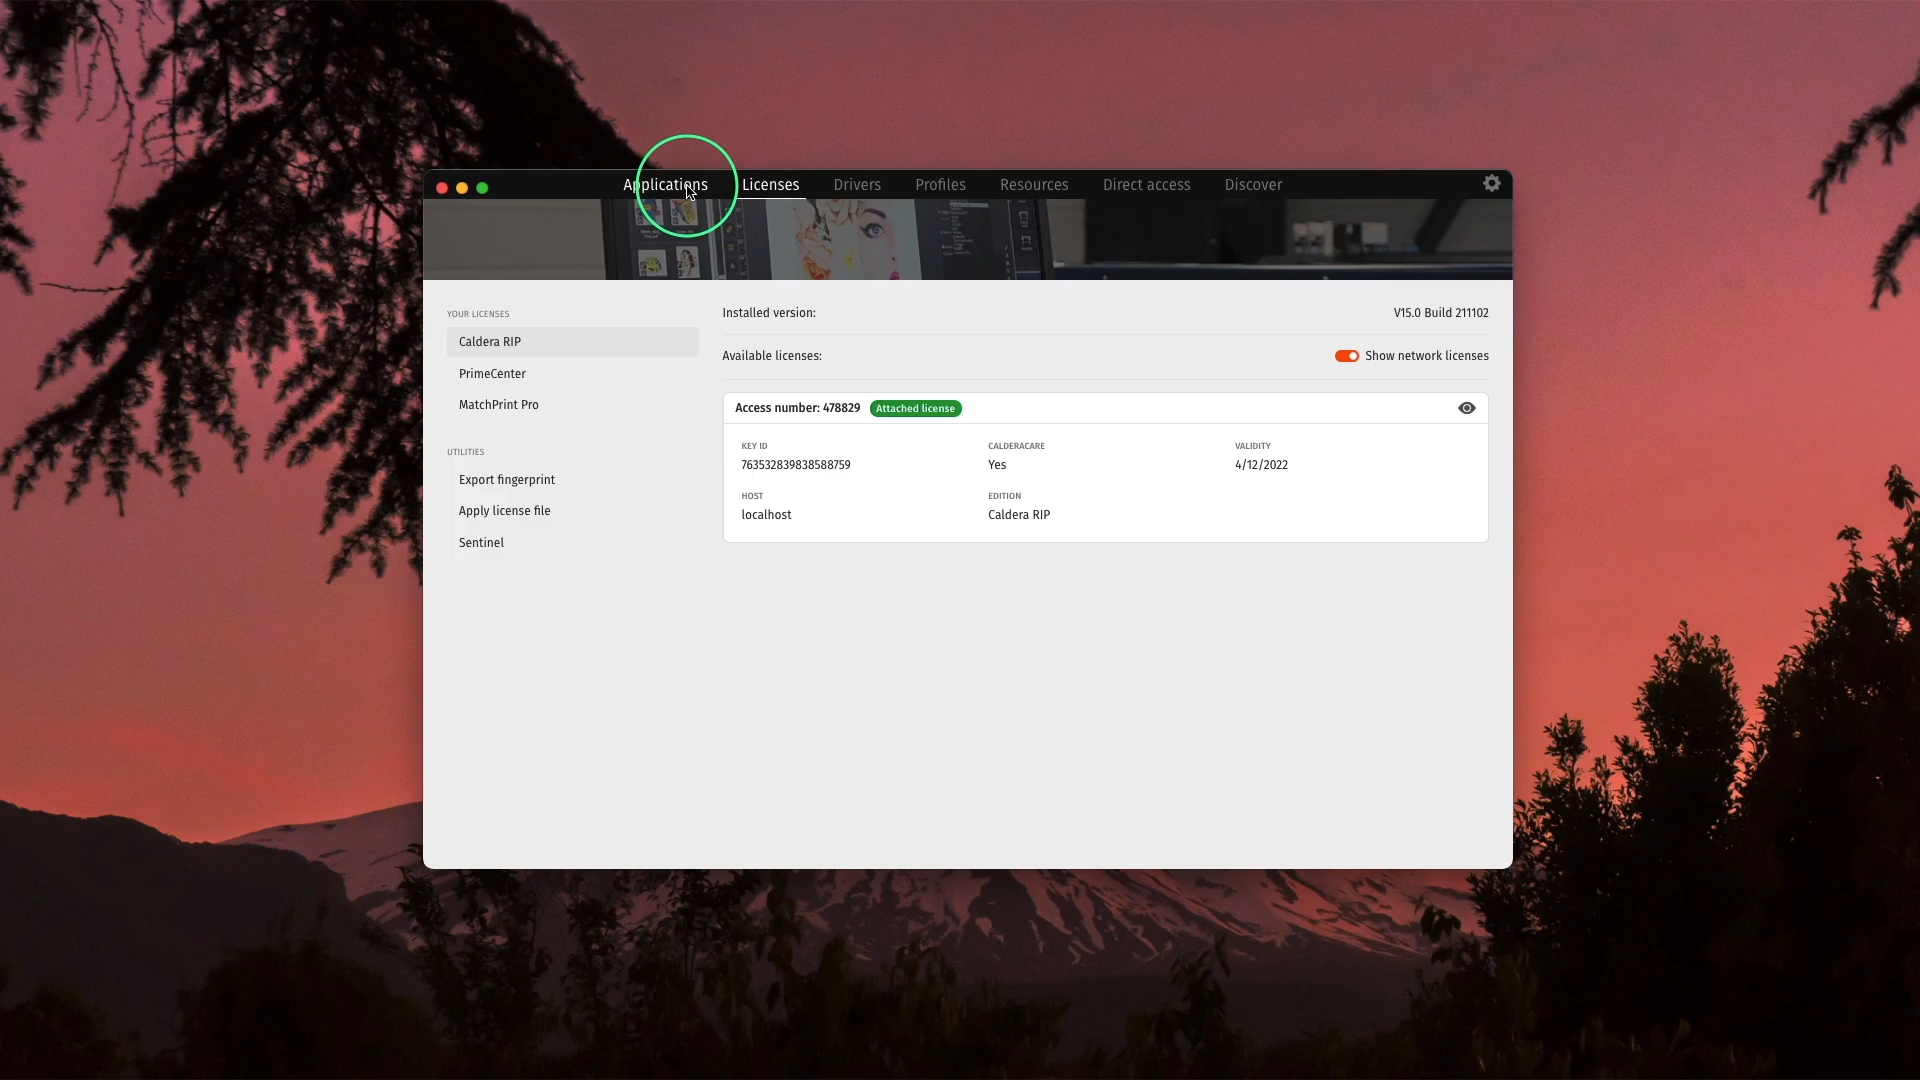 Applications Licenses Drivers Profiles Resources Direct access Discover
YOUR LICENSES
Caldera RIP
PrimeCenter
MatchPrint Pro
UTILITIES
Export fingerprint
Apply license file
Sentinel
Installed version: V15.0 Build 211102
Available licenses: Show network licenses
Access number: 478829 Attached license
KEY ID CALDERACARE VALIDITY
763532839838588759 Yes 4/12/2022
HOST EDITION
localhost Caldera RIP